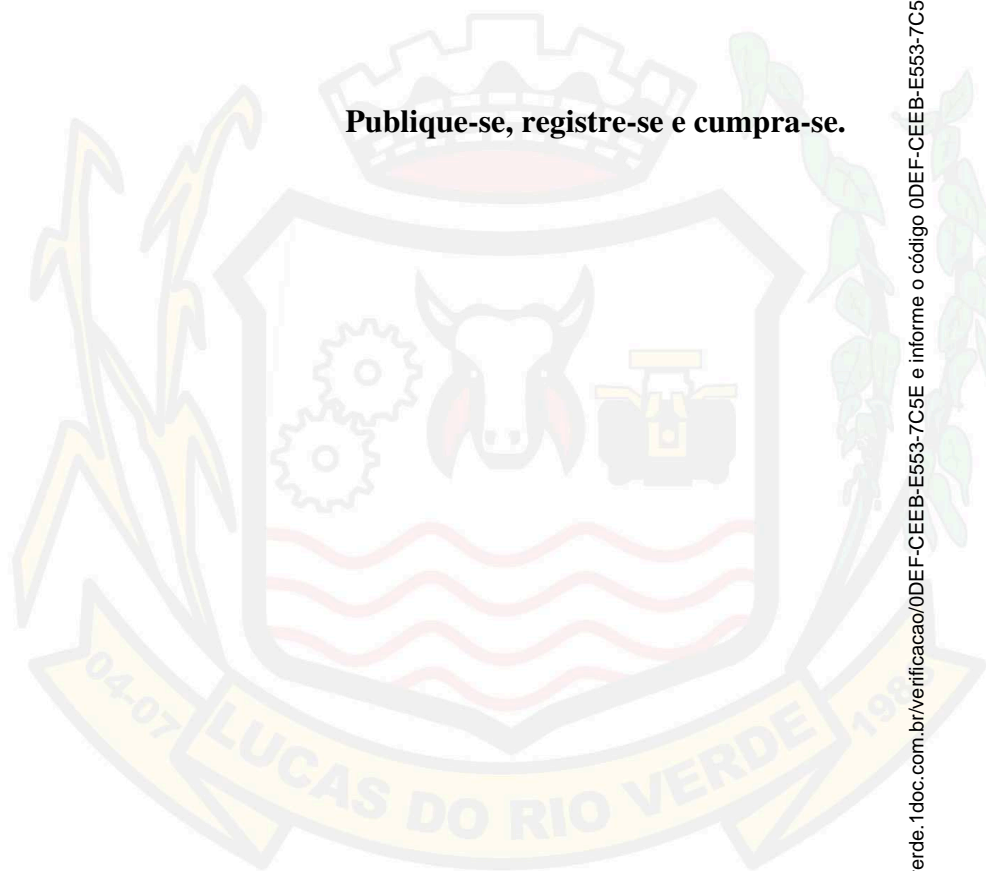 Publique-se, registre-se e cumpra-se.
04-07
LUCAS DO RIO VERDE
1988
erde.1doc.com.br/verificacao/0DEF-CEEB-E553-7C5E e informe o código 0DEF-CEEB-E553-7C5